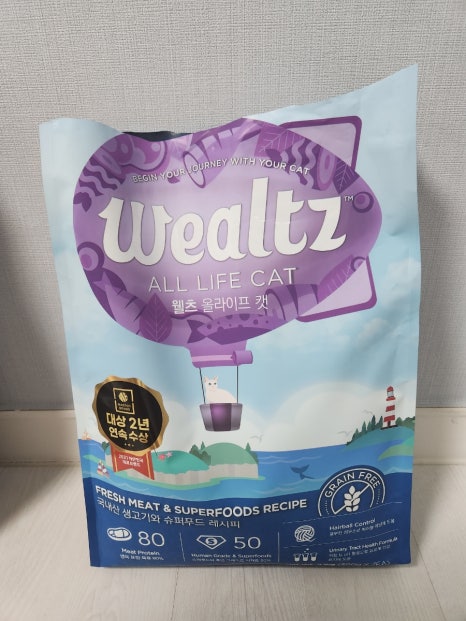 BEGIN YOUR JOURNEY WITH YOUR CAT
Wealtz™
ALL LIFE CAT
웰츠 올라이프 캣
대상 2년
연속수상
FRESH MEAT & SUPERFOODS RECIPE
국내산 생고기와 슈퍼푸드 레시피
80
Meat Protein
50
Human Grade & Superfoods
GRAIN FREE
Hairball Control
Urinary Tract Health Formula